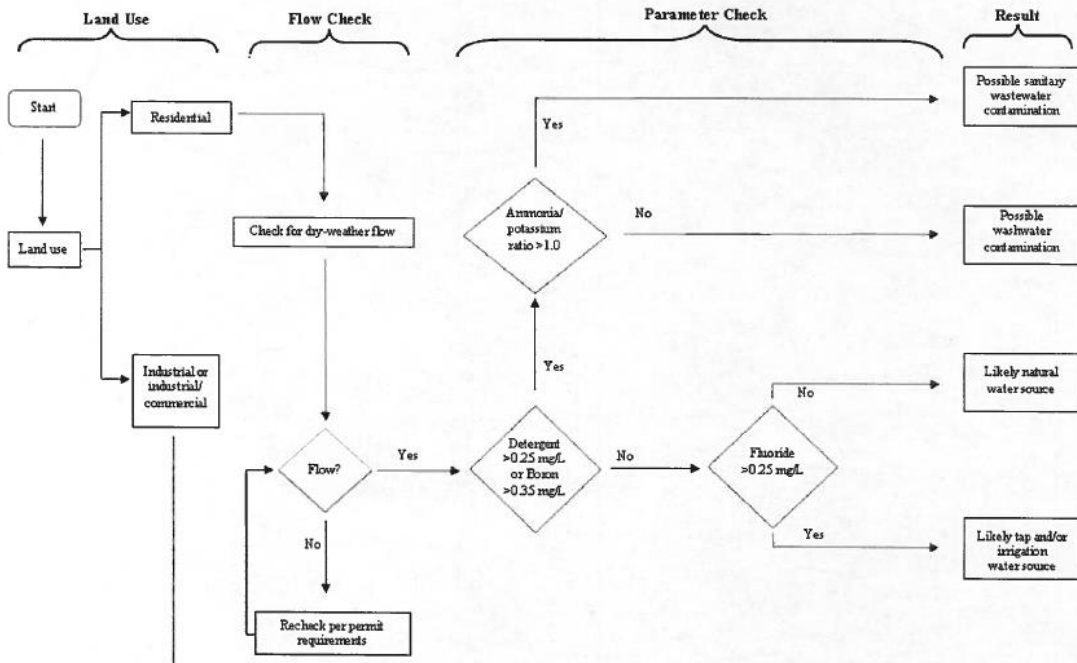 Land Use
Flow Check
Parameter Check
Result
Start
Residential
Possible sanitary
wastewater
contamination
Yes
Ammonia/
potassium
ratio >1.0
No
Possible
washwater
contamination
Land use
Check for dry-weather flow
Yes
Industrial or
industrial/
commercial
Likely natural
water source
No
Detergent
>0.25 mg/L
or Boron
>0.35 mg/L
Fluoride
>0.25 mg/L
Flow?
Yes
No
Yes
Likely tap and/or
irrigation
water source
No
Recheck per permit
requirements